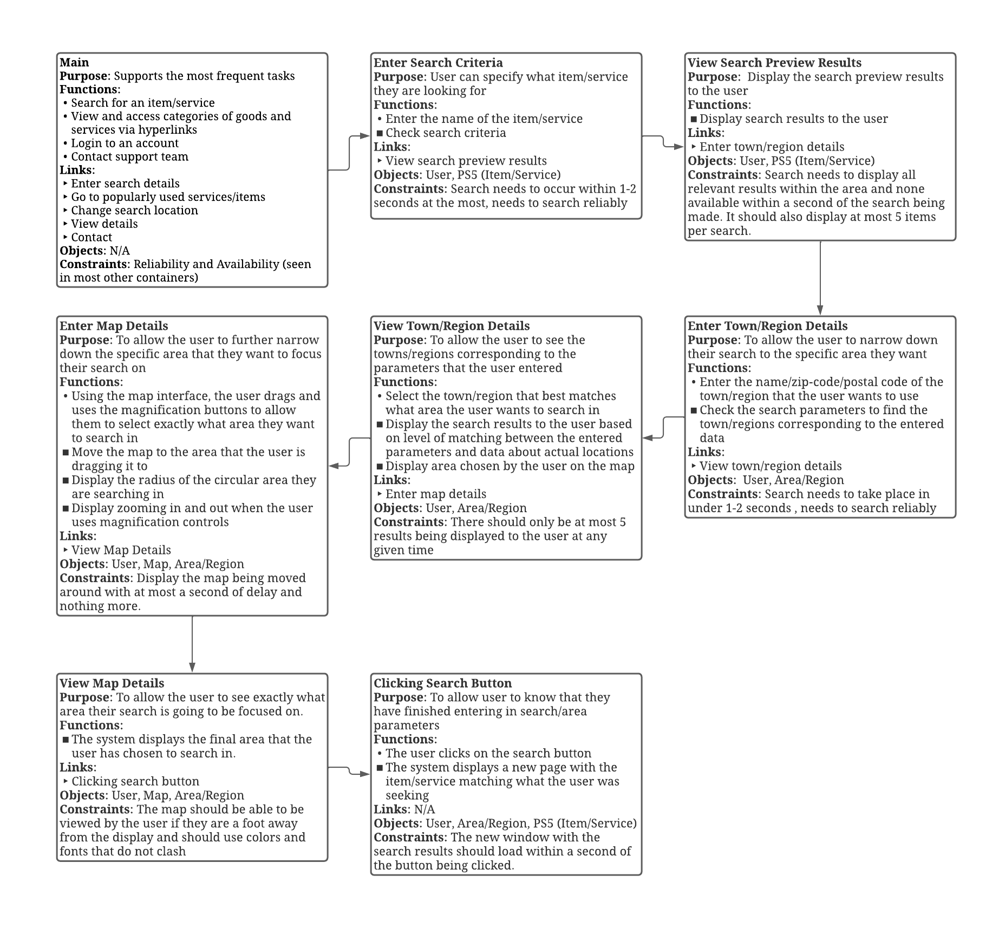 Main
Purpose: Supports the most frequent tasks
Functions:
• Search for an item/service
• View and access categories of goods and
services via hyperlinks
• Login to an account
• Contact support team
Links:
‣ Enter search details
‣ Go to popularly used services/items
‣ Change search location
‣ View details
‣ Contact
Objects: N/A
Constraints: Reliability and Availability (seen
in most other containers)
Enter Search Criteria
Purpose: User can specify what item/service
they are looking for
Functions:
• Enter the name of the item/service
■ Check search criteria
Links:
‣ View search preview results
Objects: User, PS5 (Item/Service)
Constraints: Search needs to occur within 1-2
seconds at the most, needs to search reliably
View Search Preview Results
Purpose:  Display the search preview results
to the user
Functions:
■ Display search results to the user
Links:
‣ Enter town/region details
Objects: User, PS5 (Item/Service)
Constraints: Search needs to display all
relevant results within the area and none
available within a second of the search being
made. It should also display at most 5 items
per search.
Enter Map Details
Purpose: To allow the user to further narrow
down the specific area that they want to focus
their search on
Functions:
• Using the map interface, the user drags and
uses the magnification buttons to allow
them to select exactly what area they want
to search in
■ Move the map to the area that the user is
dragging it to
■ Display the radius of the circular area they
are searching in
■ Display zooming in and out when the user
uses magnification controls
Links:
‣ View Map Details
Objects: User, Map, Area/Region
Constraints: Display the map being moved
around with at most a second of delay and
nothing more.
View Town/Region Details
Purpose: To allow the user to see the
towns/regions corresponding to the
parameters that the user entered
Functions:
• Select the town/region that best matches
what area the user wants to search in
■ Display the search results to the user based
on level of matching between the entered
parameters and data about actual locations
■ Display area chosen by the user on the map
Links:
‣ Enter map details
Objects: User, Area/Region
Constraints: There should only be at most 5
results being displayed to the user at any
given time
Enter Town/Region Details
Purpose: To allow the user to narrow down
their search to the specific area they want
Functions:
• Enter the name/zip-code/postal code of the
town/region that the user wants to use
■ Check the search parameters to find the
town/regions corresponding to the entered
data
Links:
‣ View town/region details
Objects:  User, Area/Region
Constraints: Search needs to take place in
under 1-2 seconds , needs to search reliably
View Map Details
Purpose: To allow the user to see exactly what
area their search is going to be focused on.
Functions:
■ The system displays the final area that the
user has chosen to search in.
Links:
‣ Clicking search button
Objects: User, Map, Area/Region
Constraints: The map should be able to be
viewed by the user if they are a foot away
from the display and should use colors and
fonts that do not clash
Clicking Search Button
Purpose: To allow user to know that they
have finished entering in search/area
parameters
Functions:
• The user clicks on the search button
■ The system displays a new page with the
item/service matching what the user was
seeking
Links: N/A
Objects: User, Area/Region, PS5 (Item/Service)
Constraints: The new window with the
search results should load within a second of
the button being clicked.